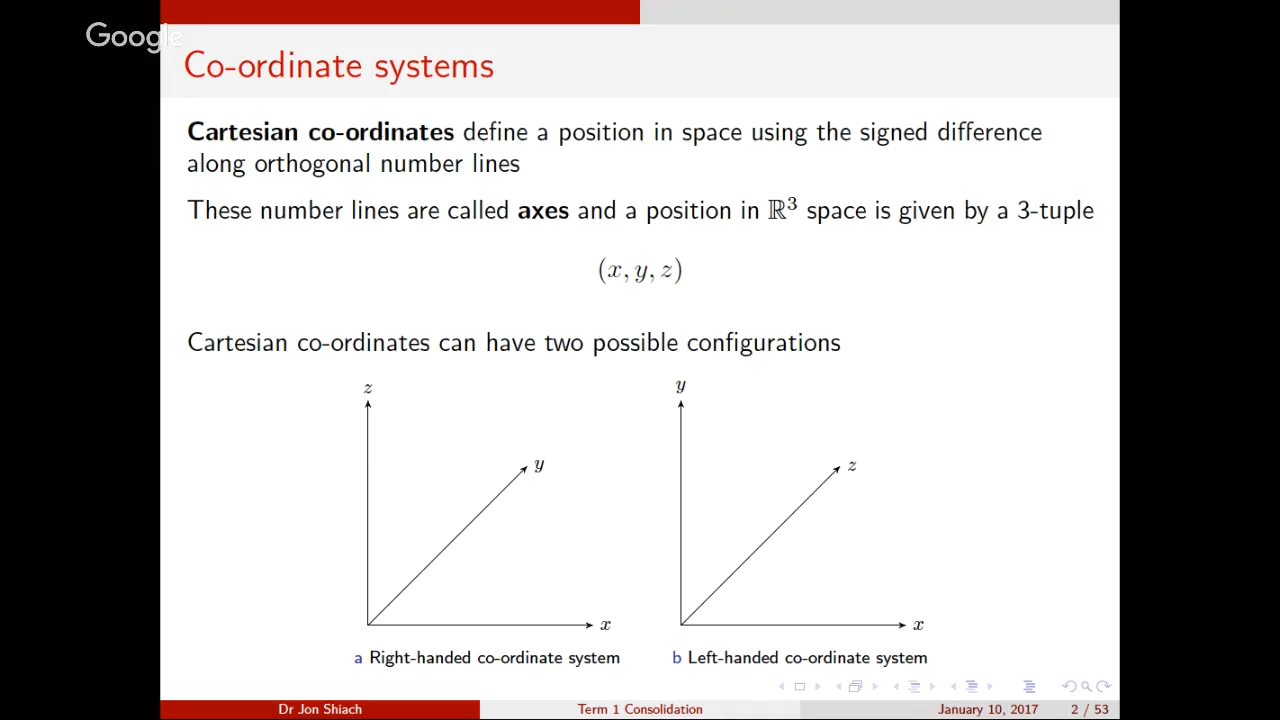 Google
Co-ordinate systems
Cartesian co-ordinates define a position in space using the signed difference
along orthogonal number lines
These number lines are called axes and a position in ℝ³ space is given by a 3-tuple
(x, y, z)
Cartesian co-ordinates can have two possible configurations
z
y
x
a Right-handed co-ordinate system
y
z
x
b Left-handed co-ordinate system
Dr Jon Shiach
Term 1 Consolidation
January 10, 2017
2 / 53